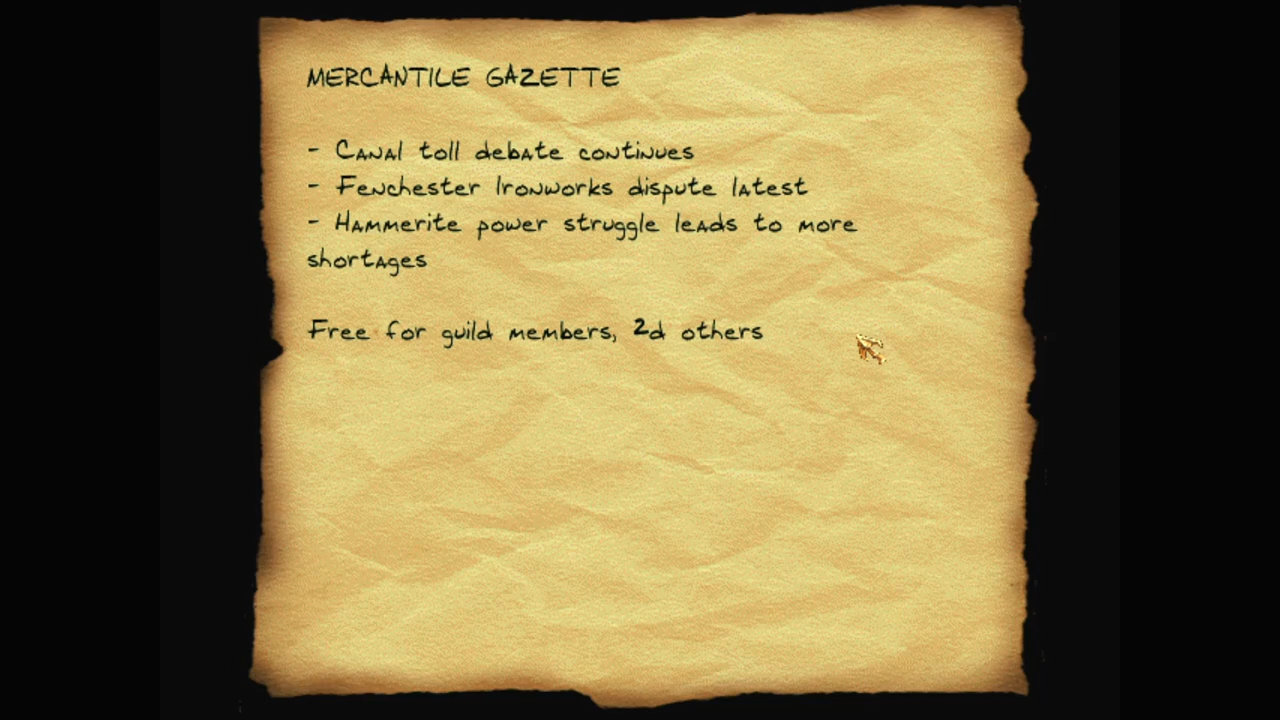 MERCANTILE GAZETTE
- Canal toll debate continues
- Fenchester Ironworks dispute latest
- Hammerite power struggle leads to more
shortages
Free for guild members, 2d others